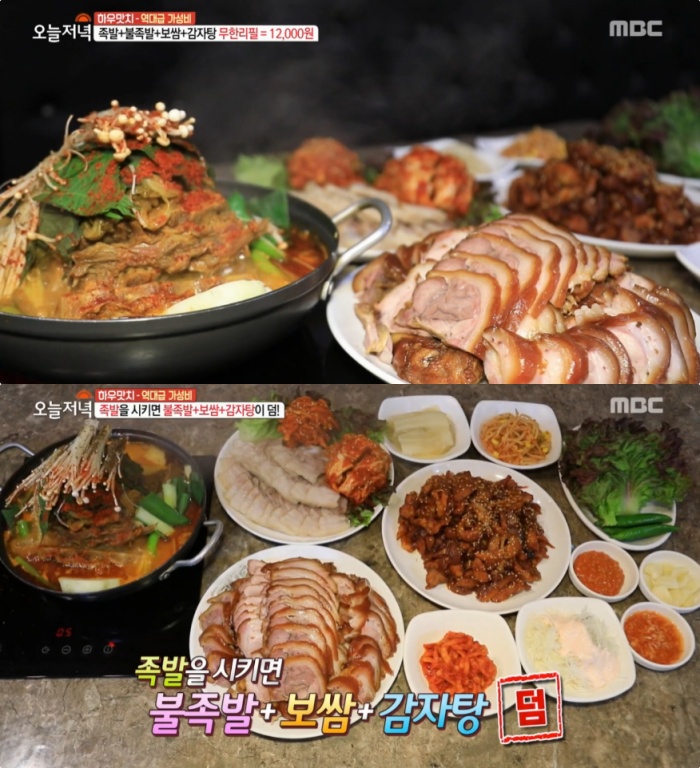 하우맛치 - 역대급 가성비
오늘저녁
족발+불족발+보쌈+감자탕 무한리필 = 12,000원
MBC
하우맛치 - 역대급 가성비
오늘저녁
족발을 시키면 불족발+보쌈+감자탕이 덤!
MBC
족발을 시키면
불족발+보쌈+감자탕 덤